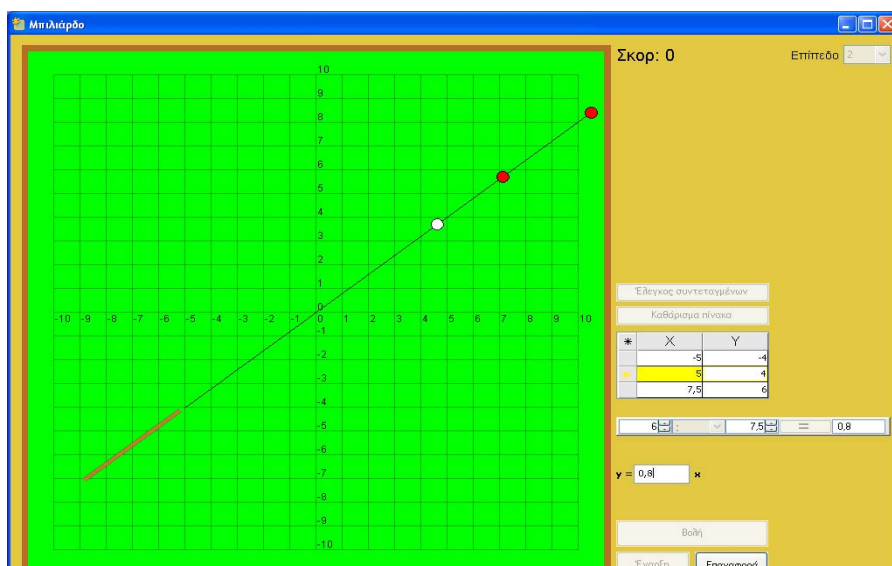 Μπιλιάρδο
Σκορ: 0
Επίπεδο 2
10
9
8
7
6
5
4
3
2
1
0
-10 -9 -8 -7 -6 -5 -4 -3 -2 -1 0 1 2 3 4 5 6 7 8 9 10
-1
-2
-3
-4
-5
-6
-7
-8
-9
-10
Έλεγχος συντεταγμένων
Καθάρισμα πίνακα
* X Y
-5 -4
5 4
7,5 6
6 : 7,5 = 0,8
y = 0,8 x
Βολή
Έναρξη Επαναφορά